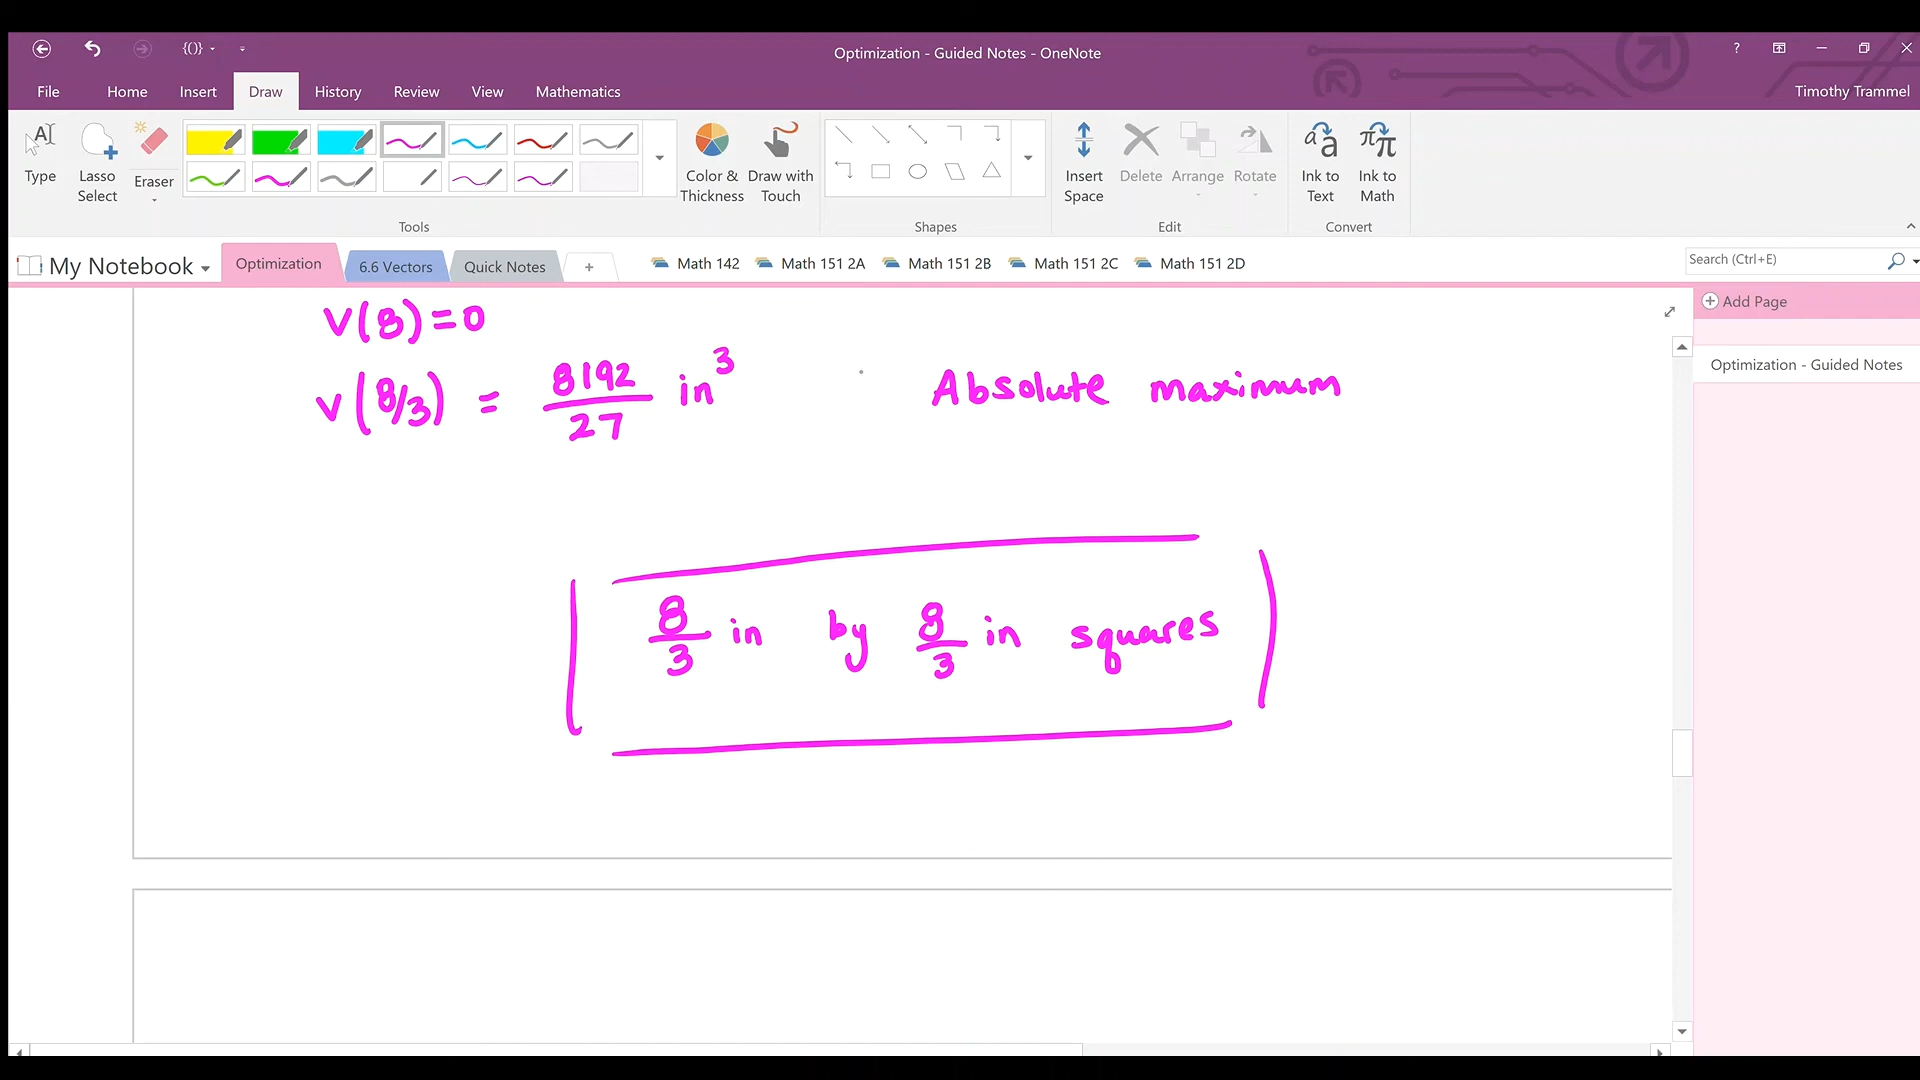 {()}
Optimization - Guided Notes - OneNote
?
File Home Insert Draw History Review View Mathematics
Timothy Trammel
Type
Lasso Select
Eraser
Color & Thickness
Draw with Touch
Insert Space
Delete
Arrange
Rotate
Ink to Text
Ink to Math
Tools
Shapes
Edit
Convert
My Notebook
Optimization
6.6 Vectors
Quick Notes
+
Math 142
Math 151 2A
Math 151 2B
Math 151 2C
Math 151 2D
Search (Ctrl+E)
Add Page
Optimization - Guided Notes
V(8)=0
V(8/3) = 8192/27 in^3 Absolute maximum
8/3 in by 8/3 in squares